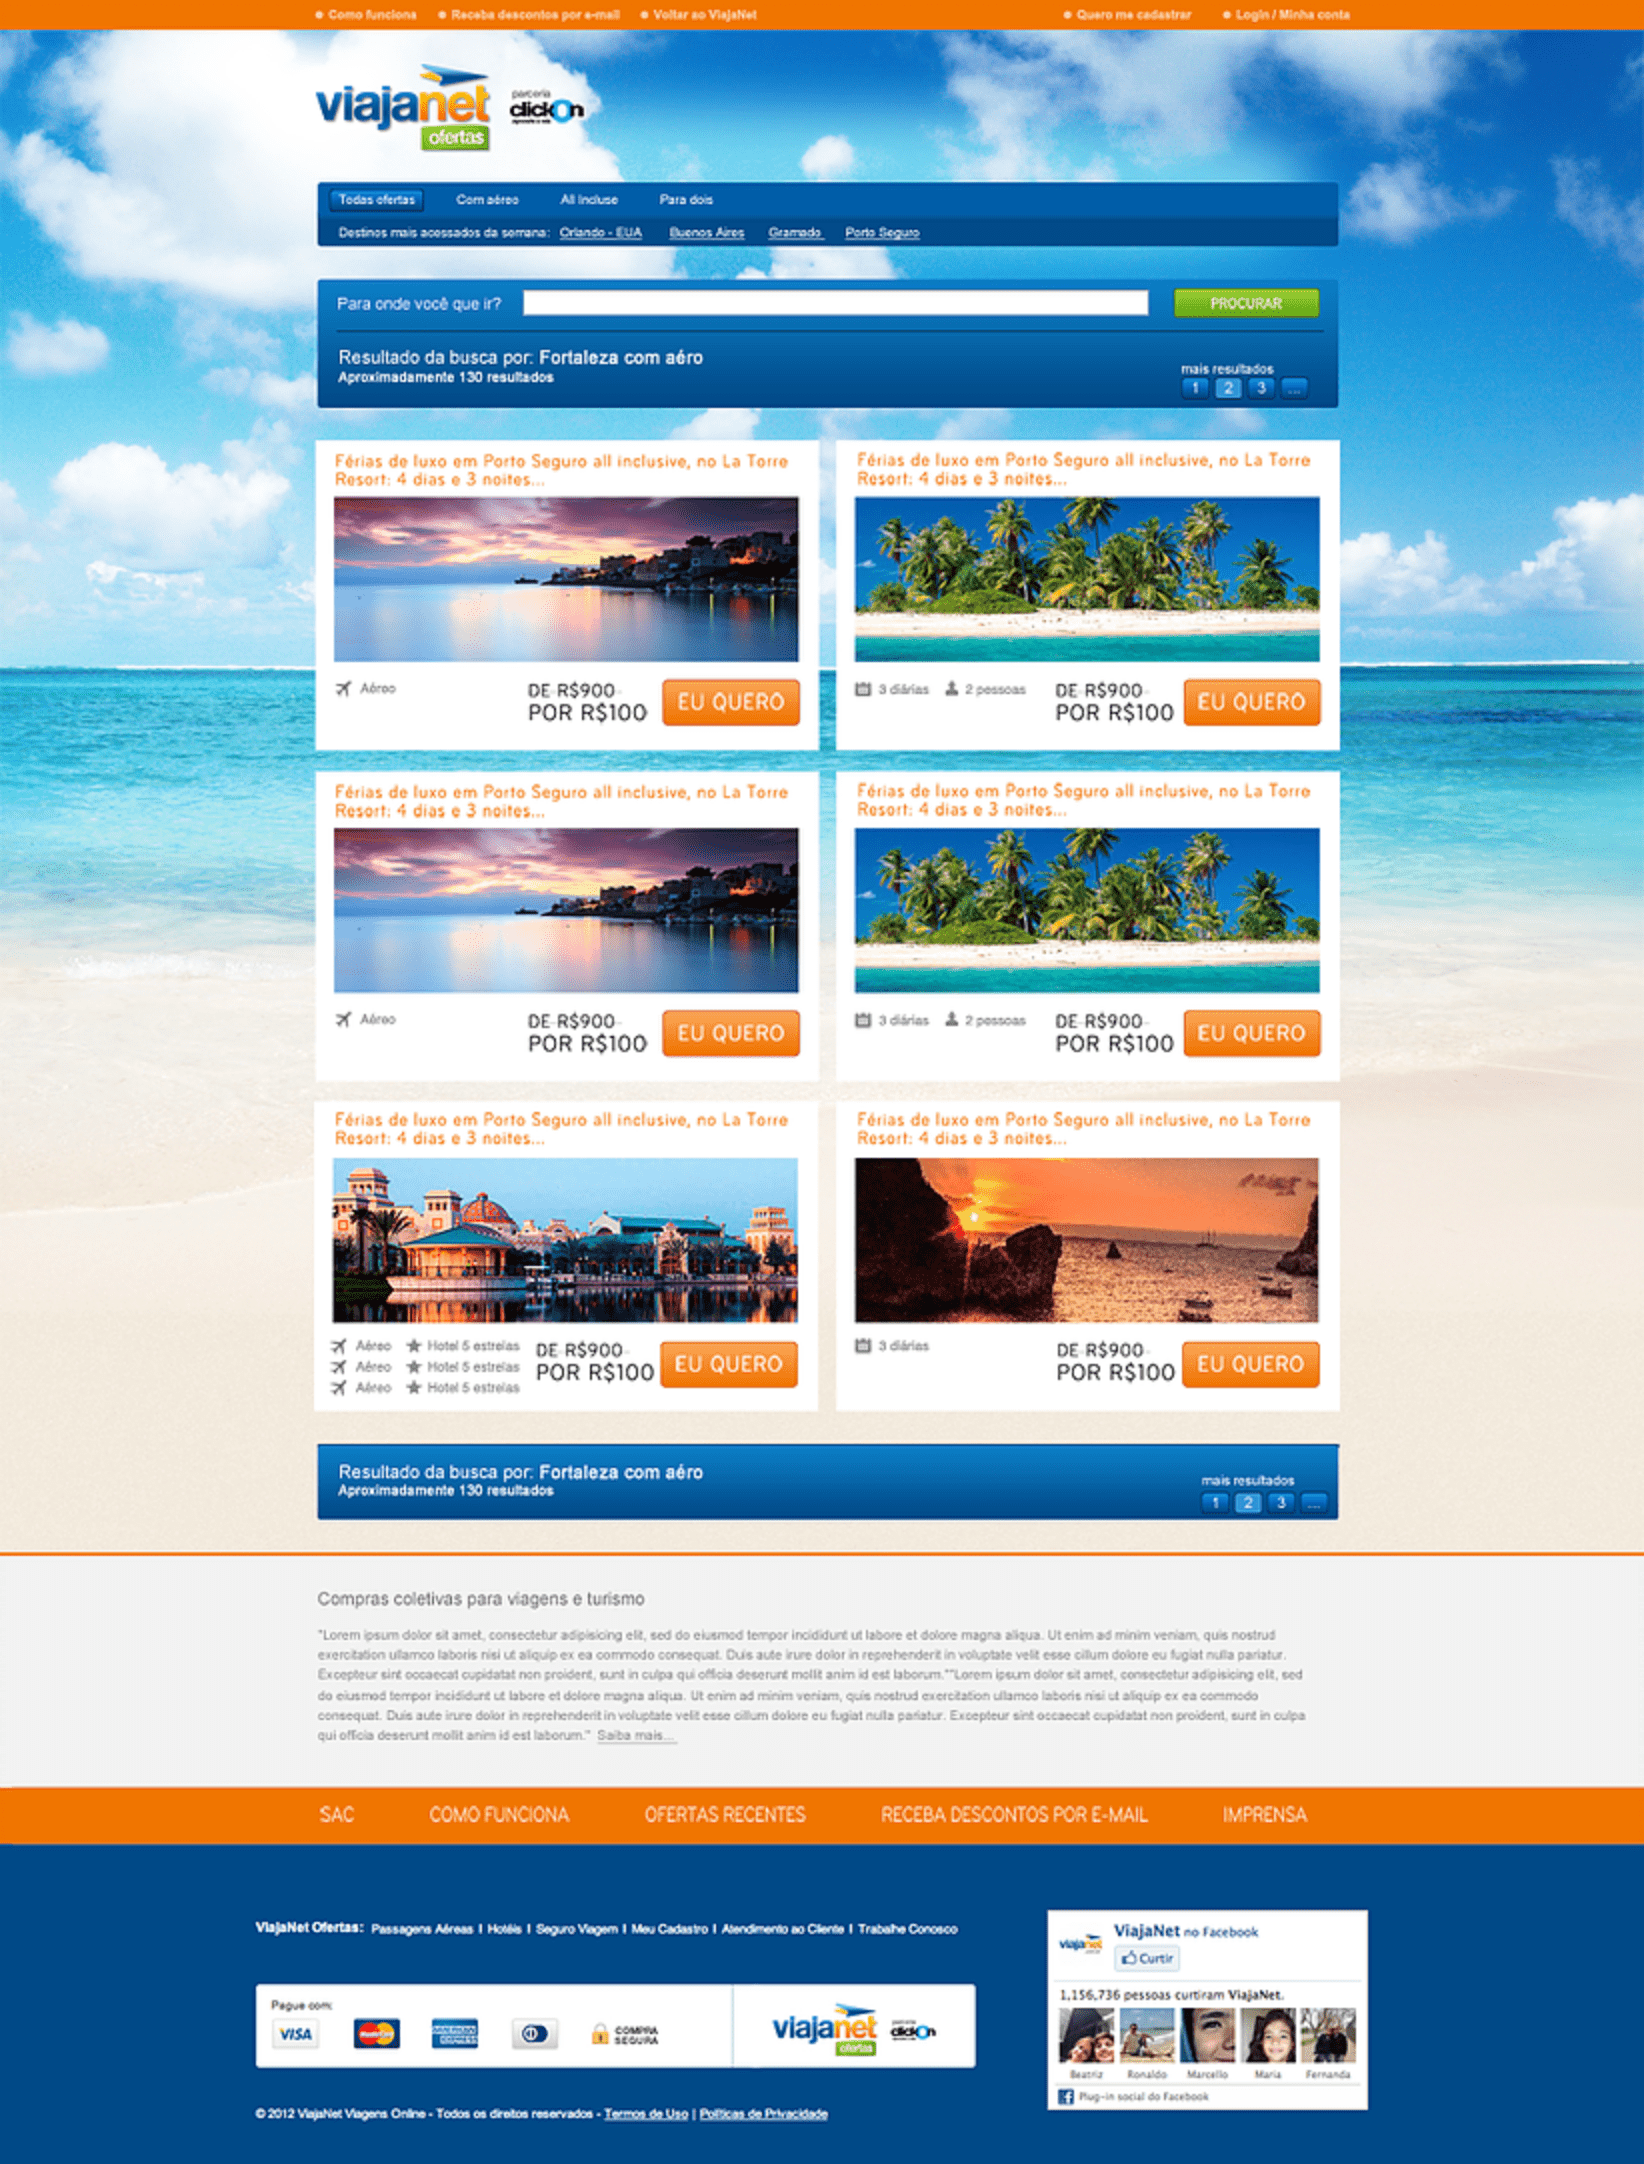 Como funciona
Receba descontos por e-mail
Voltar ao ViajaNet
Quero me cadastrar
Login / Minha conta
viajanet
ofertas
parceria
clickOn
Todas ofertas
Com aéreo
All Incluse
Para dois
Destinos mais acessados da semana: Orlando - EUA Buenos Aires Gramado Porto Seguro
Para onde você que ir?
PROCURAR
Resultado da busca por: Fortaleza com aéro
Aproximadamente 130 resultados
mais resultados
1 2 3 ...
Férias de luxo em Porto Seguro all inclusive, no La Torre
Resort: 4 dias e 3 noites...
Aéreo
DE R$900
POR R$100
EU QUERO
Férias de luxo em Porto Seguro all inclusive, no La Torre
Resort: 4 dias e 3 noites...
3 diárias
2 pessoas
DE R$900
POR R$100
EU QUERO
Férias de luxo em Porto Seguro all inclusive, no La Torre
Resort: 4 dias e 3 noites...
Aéreo
DE R$900
POR R$100
EU QUERO
Férias de luxo em Porto Seguro all inclusive, no La Torre
Resort: 4 dias e 3 noites...
3 diárias
2 pessoas
DE R$900
POR R$100
EU QUERO
Férias de luxo em Porto Seguro all inclusive, no La Torre
Resort: 4 dias e 3 noites...
Aéreo Hotel 5 estrelas
Aéreo Hotel 5 estrelas
Aéreo Hotel 5 estrelas
DE R$900
POR R$100
EU QUERO
Férias de luxo em Porto Seguro all inclusive, no La Torre
Resort: 4 dias e 3 noites...
3 diárias
DE R$900
POR R$100
EU QUERO
Resultado da busca por: Fortaleza com aéro
Aproximadamente 130 resultados
mais resultados
1 2 3 ...
Compras coletivas para viagens e turismo
"Lorem ipsum dolor sit amet, consectetur adipisicing elit, sed do eiusmod tempor incididunt ut labore et dolore magna aliqua. Ut enim ad minim veniam, quis nostrud
exercitation ullamco laboris nisi ut aliquip ex ea commodo consequat. Duis aute irure dolor in reprehenderit in voluptate velit esse cillum dolore eu fugiat nulla pariatur.
Excepteur sint occaecat cupidatat non proident, sunt in culpa qui officia deserunt mollit anim id est laborum.""Lorem ipsum dolor sit amet, consectetur adipisicing elit, sed
do eiusmod tempor incididunt ut labore et dolore magna aliqua. Ut enim ad minim veniam, quis nostrud exercitation ullamco laboris nisi ut aliquip ex ea commodo
consequat. Duis aute irure dolor in reprehenderit in voluptate velit esse cillum dolore eu fugiat nulla pariatur. Excepteur sint occaecat cupidatat non proident, sunt in culpa
qui officia deserunt mollit anim id est laborum." Saiba mais...
SAC
COMO FUNCIONA
OFERTAS RECENTES
RECEBA DESCONTOS POR E-MAIL
IMPRENSA
ViajaNet Ofertas: Passagens Aéreas | Hotéis | Seguro Viagem | Meu Cadastro | Atendimento ao Cliente | Trabalhe Conosco
Pague com:
VISA
MasterCard
AMERICAN EXPRESS
COMPRA
SEGURA
viajanet
ofertas
parceria
clickOn
viajanet
ViajaNet no Facebook
Curtir
1,156,736 pessoas curtiram ViajaNet.
Beatriz Ronaldo Marcello Maria Fernanda
Plug-in social do Facebook
© 2012 ViajaNet Viagens Online - Todos os direitos reservados - Termos de Uso | Políticas de Privacidade